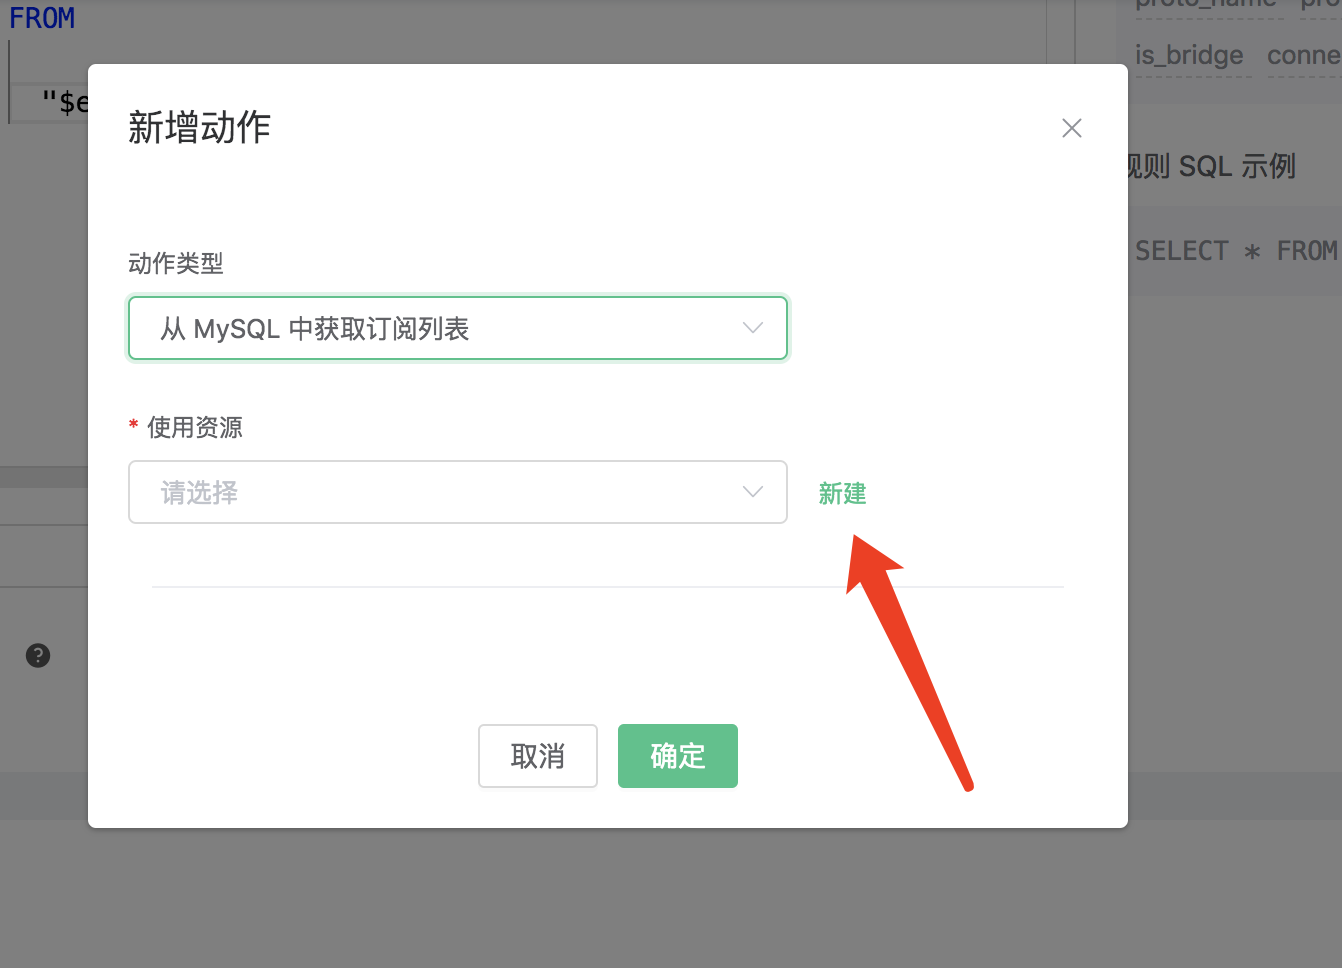 FROM
proto_name
is_bridge conne
"$e
新增动作
规则 SQL 示例
SELECT * FROM
动作类型
从 MySQL 中获取订阅列表
* 使用资源
请选择
新建
?
取消
确定